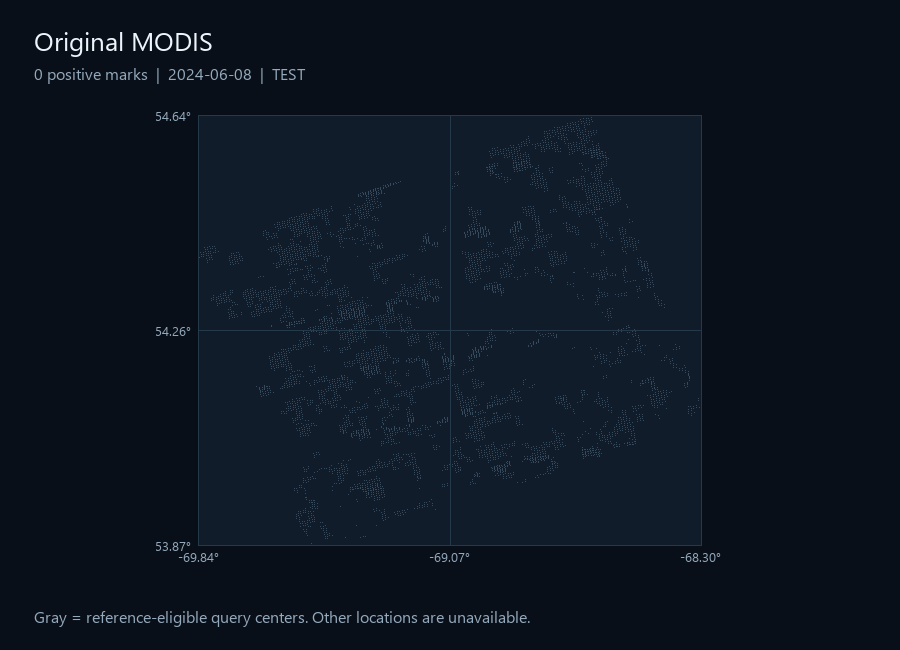 Original MODIS
0 positive marks | 2024-06-08 | TEST
54.64°
54.26°
53.87°
-69.84°
-69.07°
-68.30°
Gray = reference-eligible query centers. Other locations are unavailable.